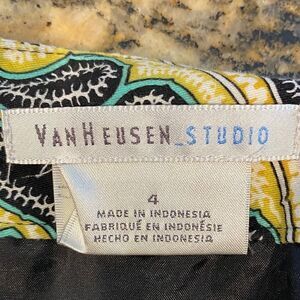 VANHEUSEN_STUDIO
4
MADE IN INDONESIA
FABRIQUÉ EN INDONÉSIE
HECHO EN INDONESIA